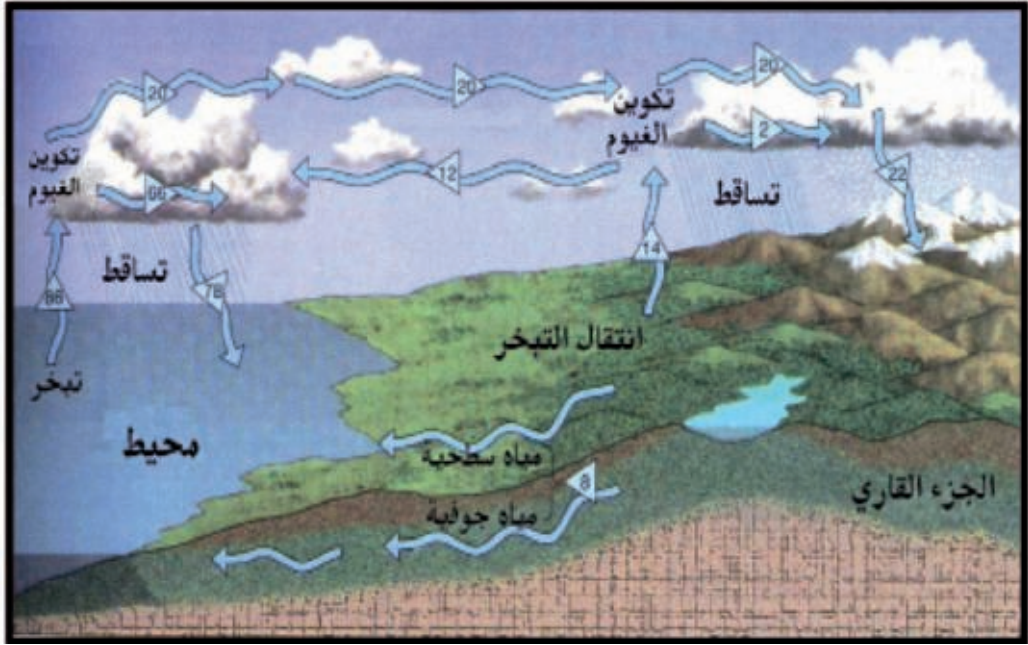 20
20
20
تكوين
الغيوم
2
تكوين
الغيوم
12
22
66
تساقط
تساقط
14
78
86
انتقال التبخر
تبخر
محيط
مياه سطحية
8
مياه جوفية
الجزء القاري